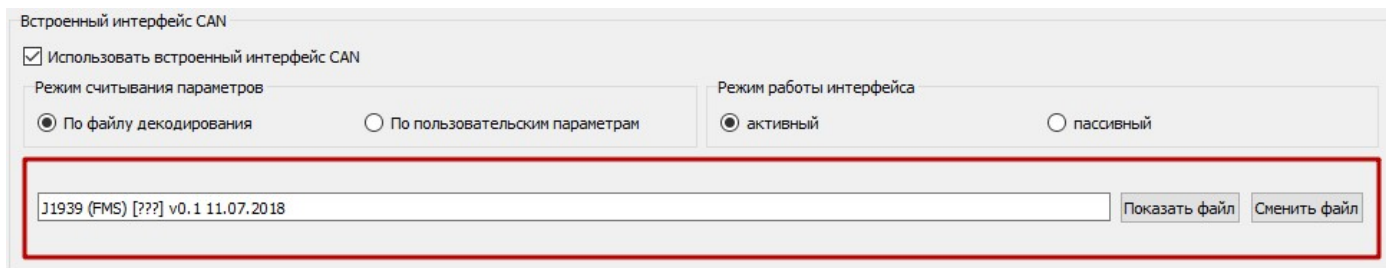 Встроенный интерфейс CAN
Использовать встроенный интерфейс CAN
Режим считывания параметров
По файлу декодирования По пользовательским параметрам
Режим работы интерфейса
активный пассивный
J1939 (FMS) [???] v0.1 11.07.2018 Показать файл Сменить файл